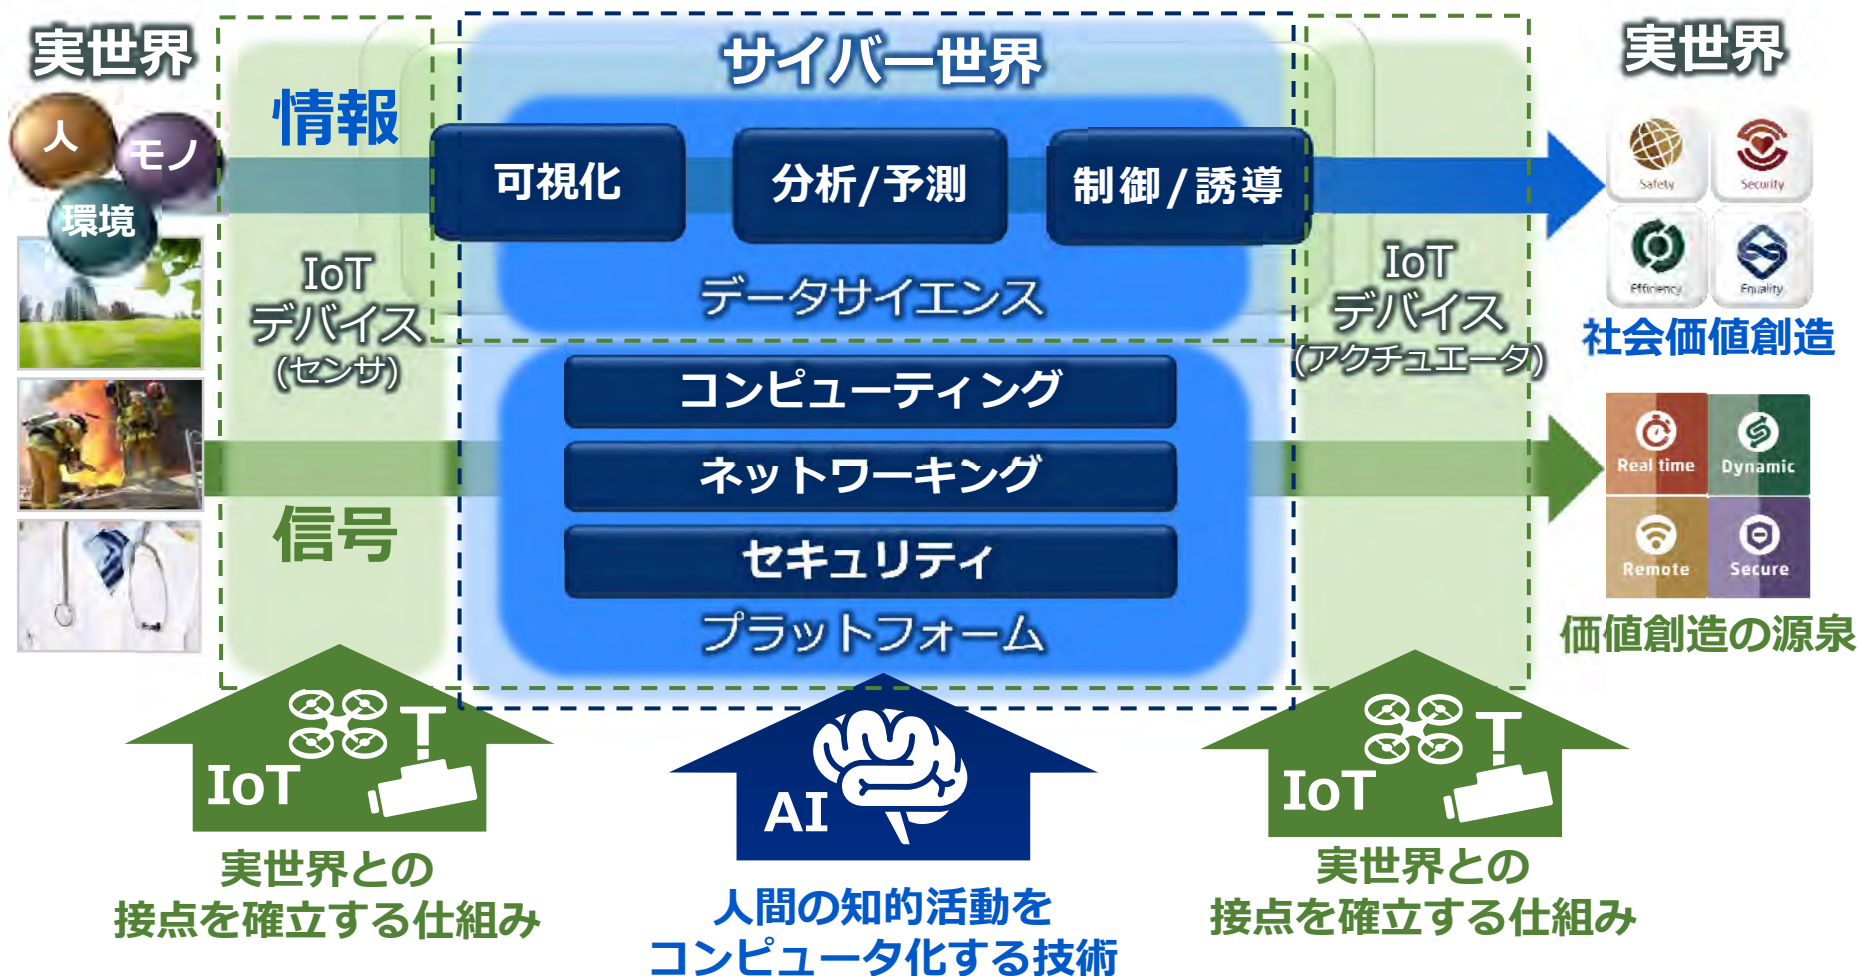 実世界
人
モノ
環境
情報
IoT
デバイス
(センサ)
信号
サイバー世界
可視化
分析/予測
制御/誘導
データサイエンス
コンピューティング
ネットワーキング
セキュリティ
プラットフォーム
IoT
デバイス
(アクチュエータ)
実世界
Safety
Security
Efficiency
Equality
社会価値創造
Real time
Dynamic
Remote
Secure
価値創造の源泉
IoT
実世界との
接点を確立する仕組み
AI
人間の知的活動を
コンピュータ化する技術
IoT
実世界との
接点を確立する仕組み